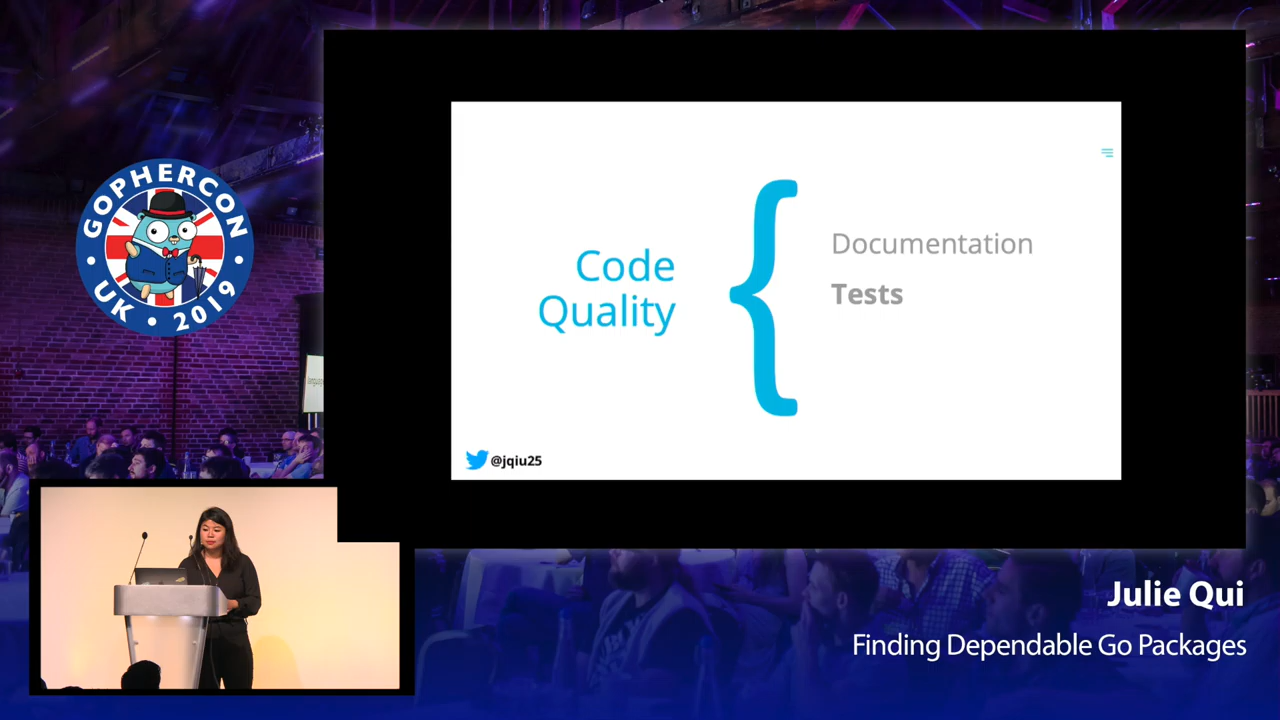 GOPHERCON
UK • 2019
Code
Quality
{
Documentation
Tests
@jqiu25
Julie Qui
Finding Dependable Go Packages